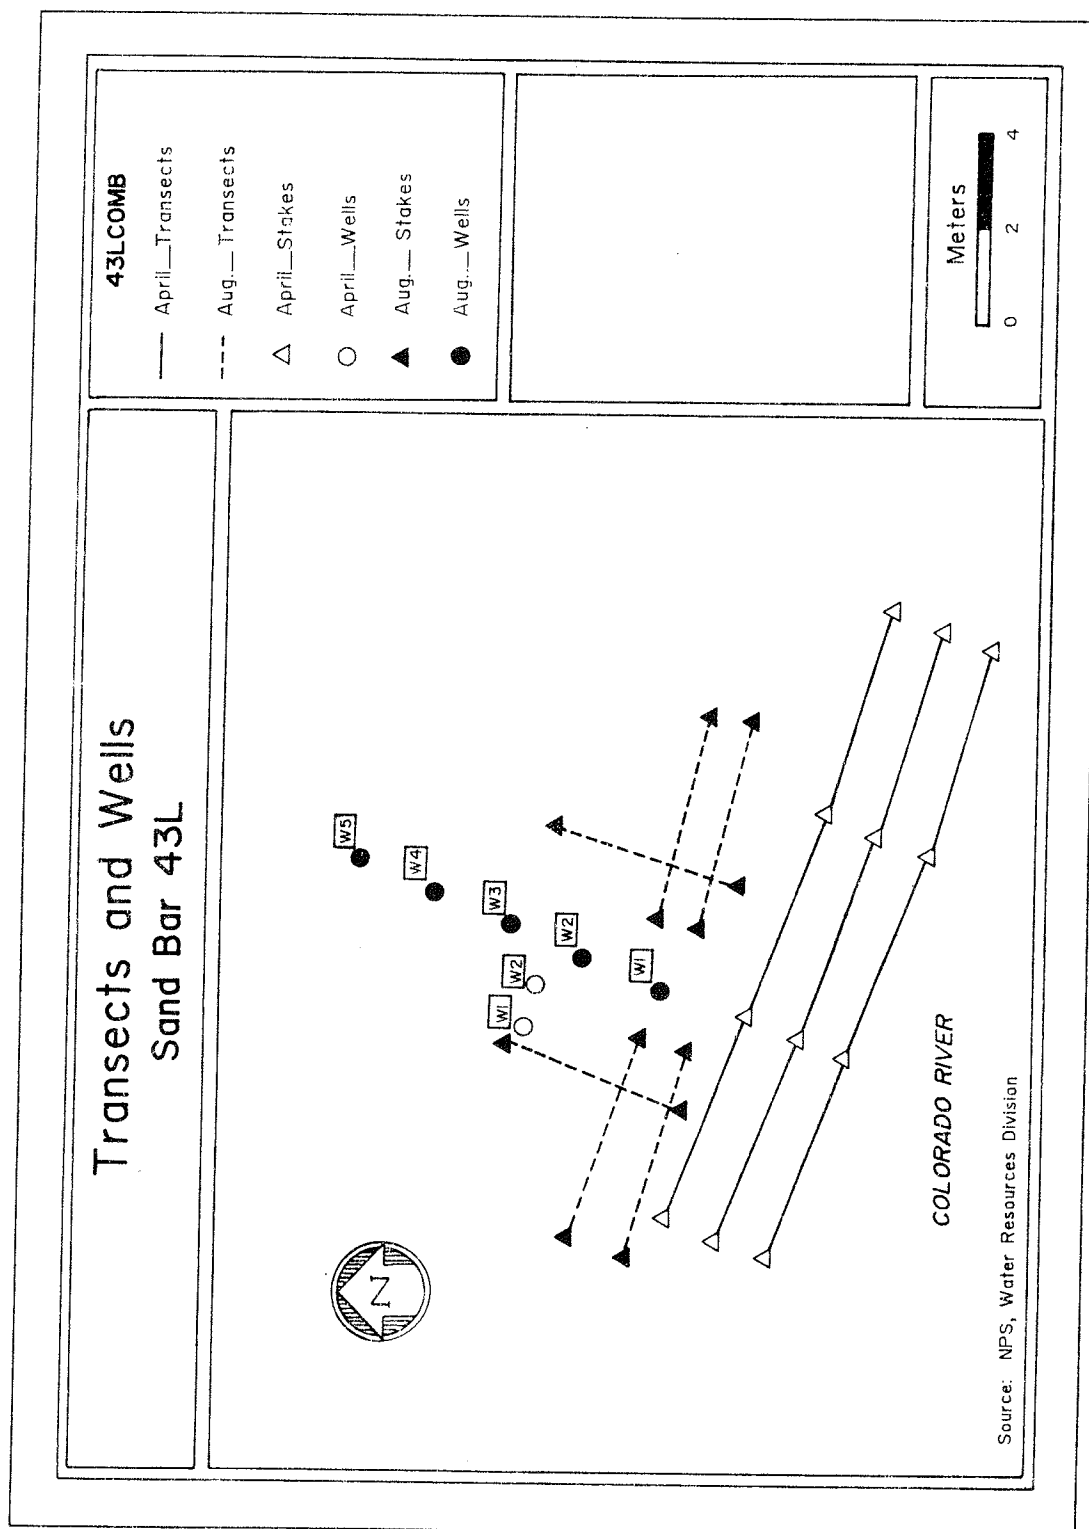 Transects and Wells
Sand Bar 43L
43LCOMB
April__Transects
Aug.__Transects
April__Stakes
April__Wells
Aug.__Stakes
Aug.__Wells
N
W5
W4
W3
W2
W1
W2
W1
COLORADO RIVER
Source: NPS, Water Resources Division
Meters
0 2 4